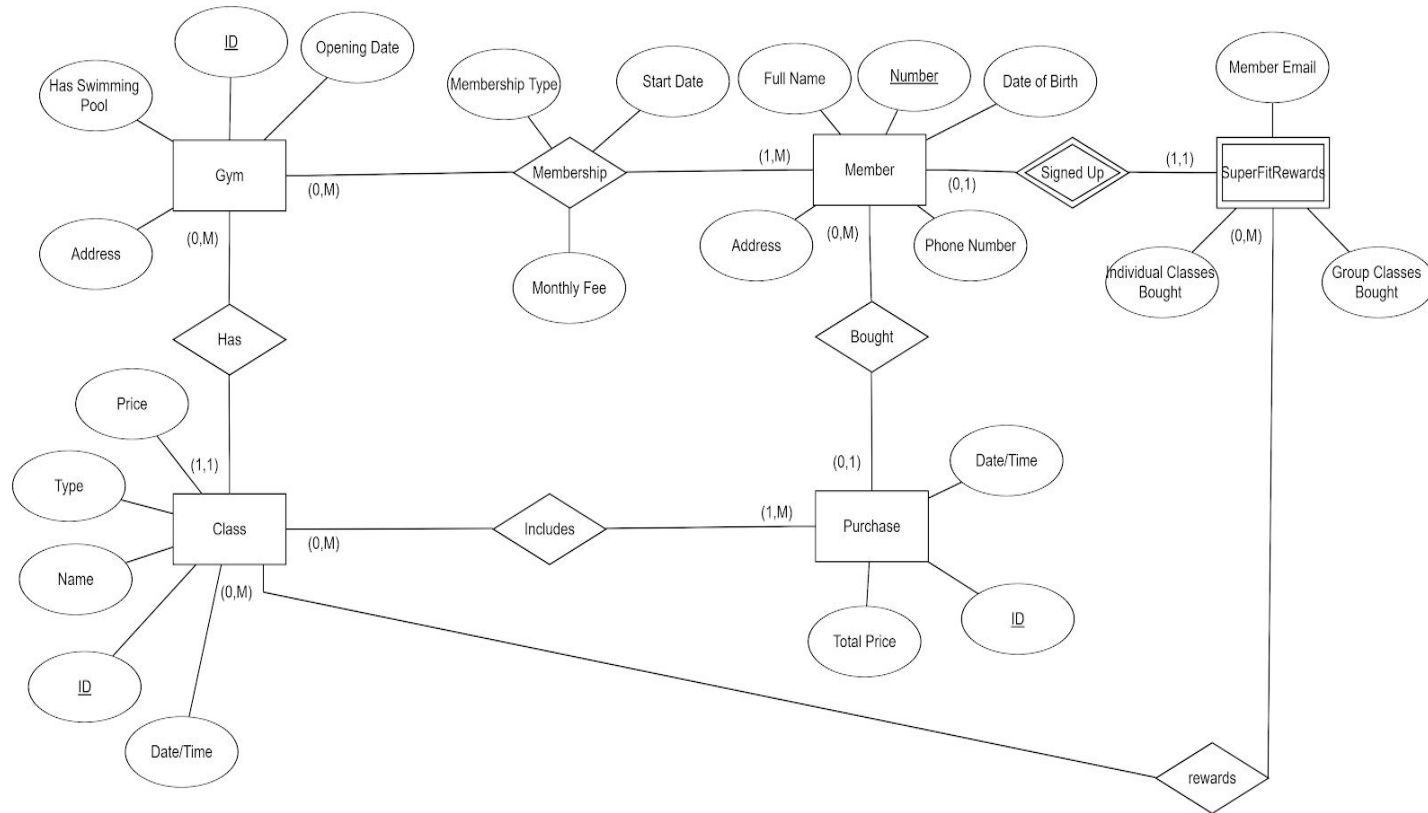 ID
Opening Date
Has Swimming
Pool
Gym
Address
(0,M)
(0,M)
Membership Type
Start Date
Membership
Monthly Fee
(1,M)
Full Name
Number
Date of Birth
Member
Address
Phone Number
(0,1)
(0,M)
Signed Up
Member Email
(1,1)
SuperFitRewards
(0,M)
Individual Classes
Bought
Group Classes
Bought
Has
Bought
Price
(1,1)
Type
Class
Name
(0,M)
(0,M)
ID
Date/Time
Includes
(0,1)
(1,M)
Purchase
Date/Time
Total Price
ID
rewards